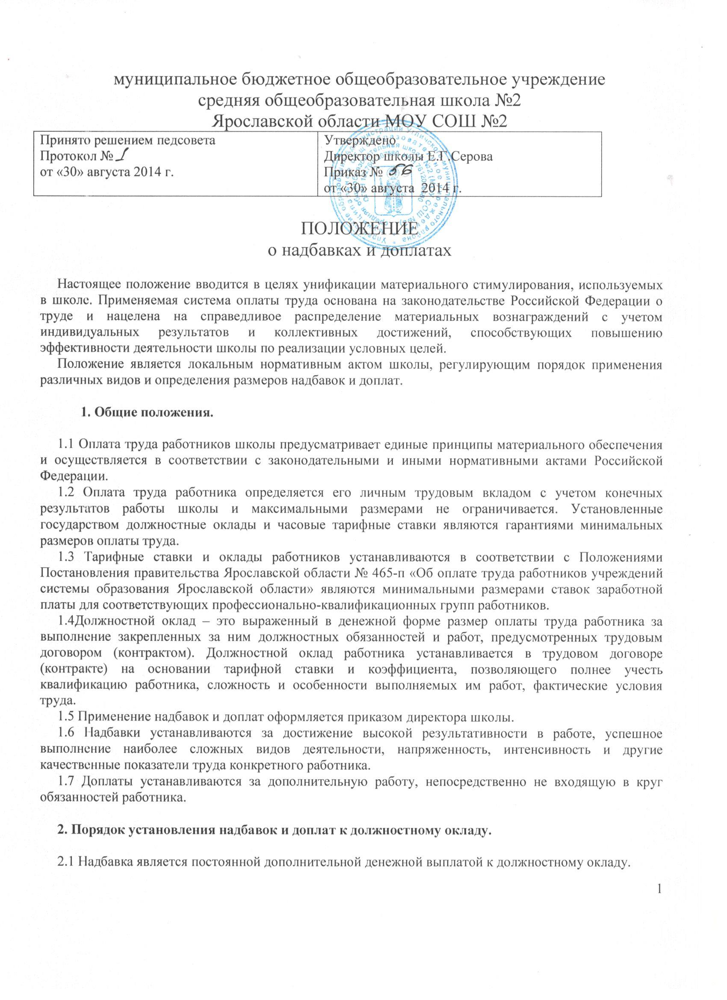 муниципальное бюджетное общеобразовательное учреждение
средняя общеобразовательная школа №2
Ярославской области МОУ СОШ №2
Принято решением педсовета
Протокол № 1
от «30» августа 2014 г.
Утверждено
Директор школы Е.Г.Серова
Приказ № 56
от «30» августа 2014 г.
ПОЛОЖЕНИЕ
о надбавках и доплатах
Настоящее положение вводится в целях унификации материального стимулирования, используемых
в школе. Применяемая система оплаты труда основана на законодательстве Российской Федерации о
труде и нацелена на справедливое распределение материальных вознаграждений с учетом
индивидуальных результатов и коллективных достижений, способствующих повышению
эффективности деятельности школы по реализации условных целей.
Положение является локальным нормативным актом школы, регулирующим порядок применения
различных видов и определения размеров надбавок и доплат.
1. Общие положения.
1.1 Оплата труда работников школы предусматривает единые принципы материального обеспечения
и осуществляется в соответствии с законодательными и иными нормативными актами Российской
Федерации.
1.2 Оплата труда работника определяется его личным трудовым вкладом с учетом конечных
результатов работы школы и максимальными размерами не ограничивается. Установленные
государством должностные оклады и часовые тарифные ставки являются гарантиями минимальных
размеров оплаты труда.
1.3 Тарифные ставки и оклады работников устанавливаются в соответствии с Положениями
Постановления правительства Ярославской области № 465-п «Об оплате труда работников учреждений
системы образования Ярославской области» являются минимальными размерами ставок заработной
платы для соответствующих профессионально-квалификационных групп работников.
1.4Должностной оклад – это выраженный в денежной форме размер оплаты труда работника за
выполнение закрепленных за ним должностных обязанностей и работ, предусмотренных трудовым
договором (контрактом). Должностной оклад работника устанавливается в трудовом договоре
(контракте) на основании тарифной ставки и коэффициента, позволяющего полнее учесть
квалификацию работника, сложность и особенности выполняемых им работ, фактические условия
труда.
1.5 Применение надбавок и доплат оформляется приказом директора школы.
1.6 Надбавки устанавливаются за достижение высокой результативности в работе, успешное
выполнение наиболее сложных видов деятельности, напряженность, интенсивность и другие
качественные показатели труда конкретного работника.
1.7 Доплаты устанавливаются за дополнительную работу, непосредственно не входящую в круг
обязанностей работника.
2. Порядок установления надбавок и доплат к должностному окладу.
2.1 Надбавка является постоянной дополнительной денежной выплатой к должностному окладу.
1